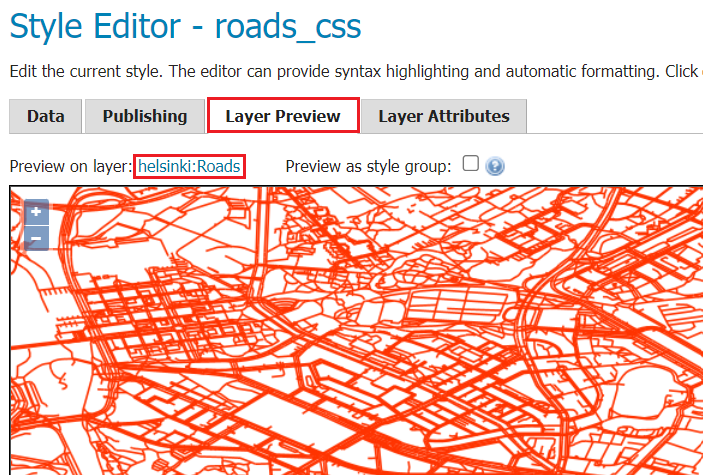 Style Editor - roads_css
Edit the current style. The editor can provide syntax highlighting and automatic formatting. Click
Data Publishing Layer Preview Layer Attributes
Preview on layer: helsinki:Roads Preview as style group: ?
+
−